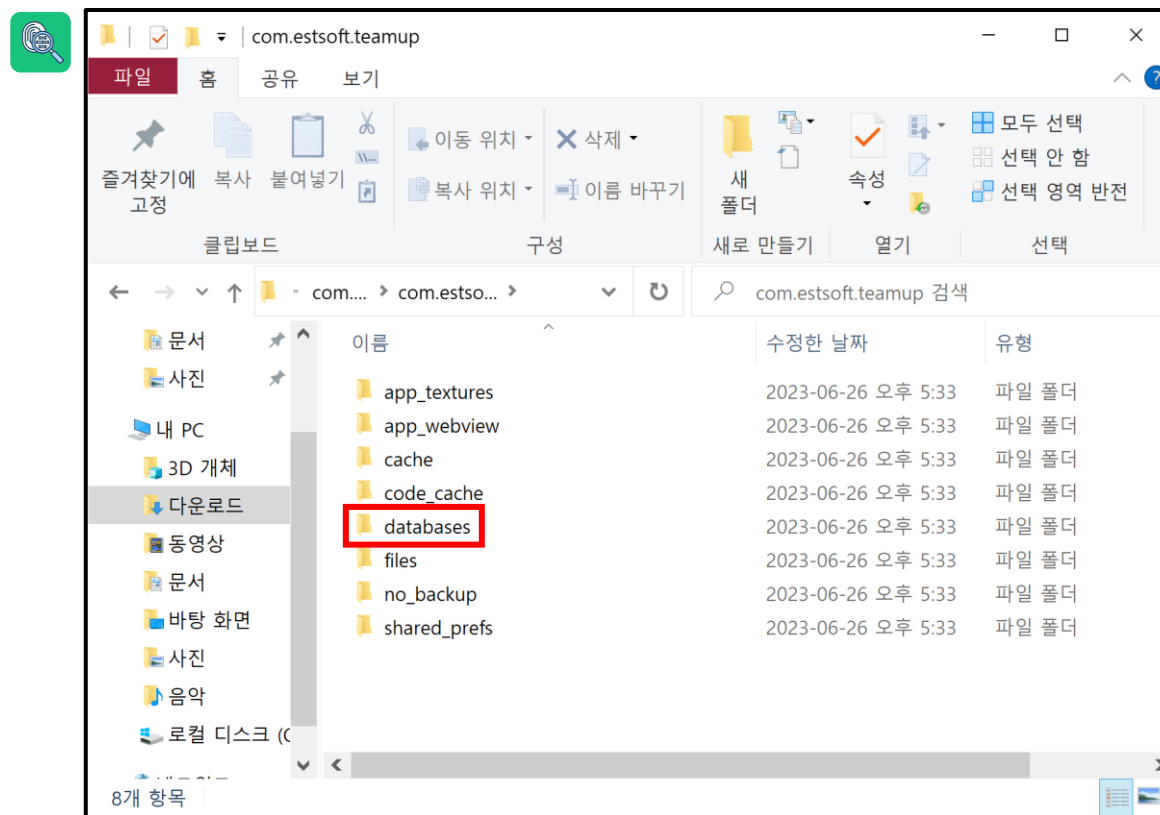 com.estsoft.teamup
파일 홈 공유 보기
즐겨찾기에 고정
복사
붙여넣기
이동 위치
복사 위치
삭제
이름 바꾸기
새 폴더
속성
모두 선택
선택 안 함
선택 영역 반전
클립보드 구성 새로 만들기 열기 선택
com.... com.estso... com.estsoft.teamup 검색
문서
사진
내 PC
3D 개체
다운로드
동영상
문서
바탕 화면
사진
음악
로컬 디스크 (C
이름 수정한 날짜 유형
app_textures 2023-06-26 오후 5:33 파일 폴더
app_webview 2023-06-26 오후 5:33 파일 폴더
cache 2023-06-26 오후 5:33 파일 폴더
code_cache 2023-06-26 오후 5:33 파일 폴더
databases 2023-06-26 오후 5:33 파일 폴더
files 2023-06-26 오후 5:33 파일 폴더
no_backup 2023-06-26 오후 5:33 파일 폴더
shared_prefs 2023-06-26 오후 5:33 파일 폴더
8개 항목